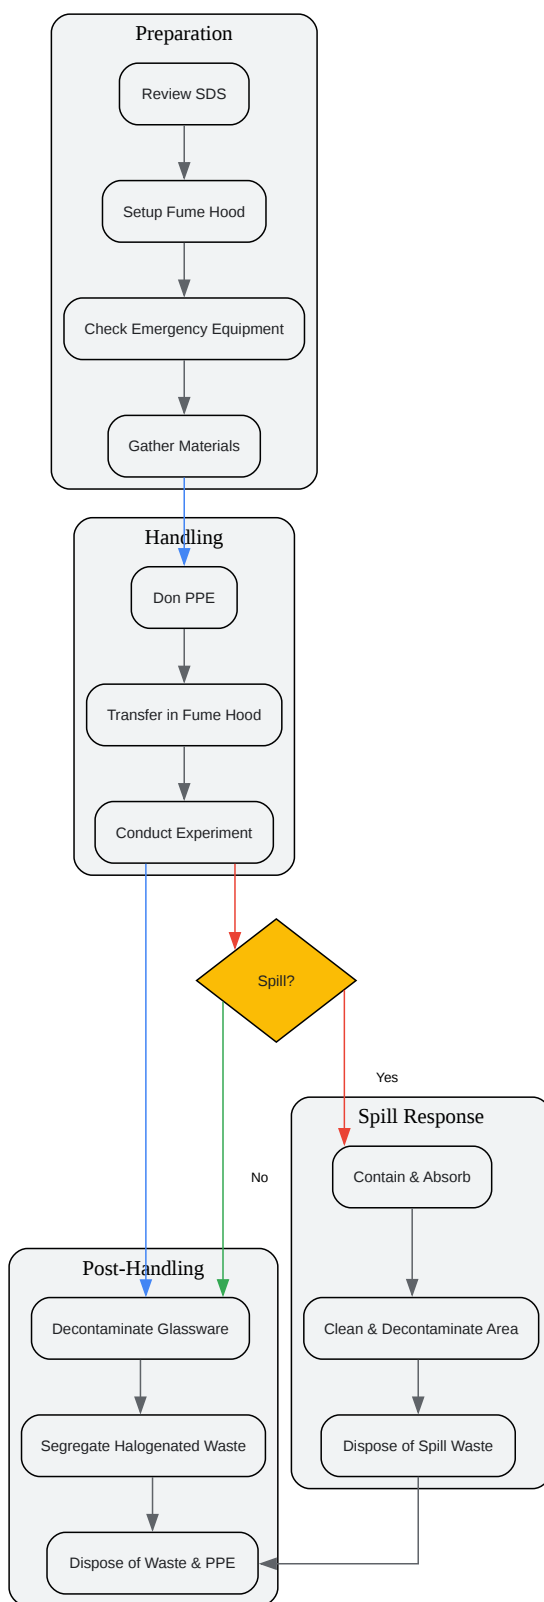 Preparation
Review SDS
Setup Fume Hood
Check Emergency Equipment
Gather Materials
Handling
Don PPE
Transfer in Fume Hood
Conduct Experiment
Spill?
Yes
Spill Response
Contain & Absorb
No
Post-Handling
Decontaminate Glassware
Clean & Decontaminate Area
Segregate Halogenated Waste
Dispose of Spill Waste
Dispose of Waste & PPE